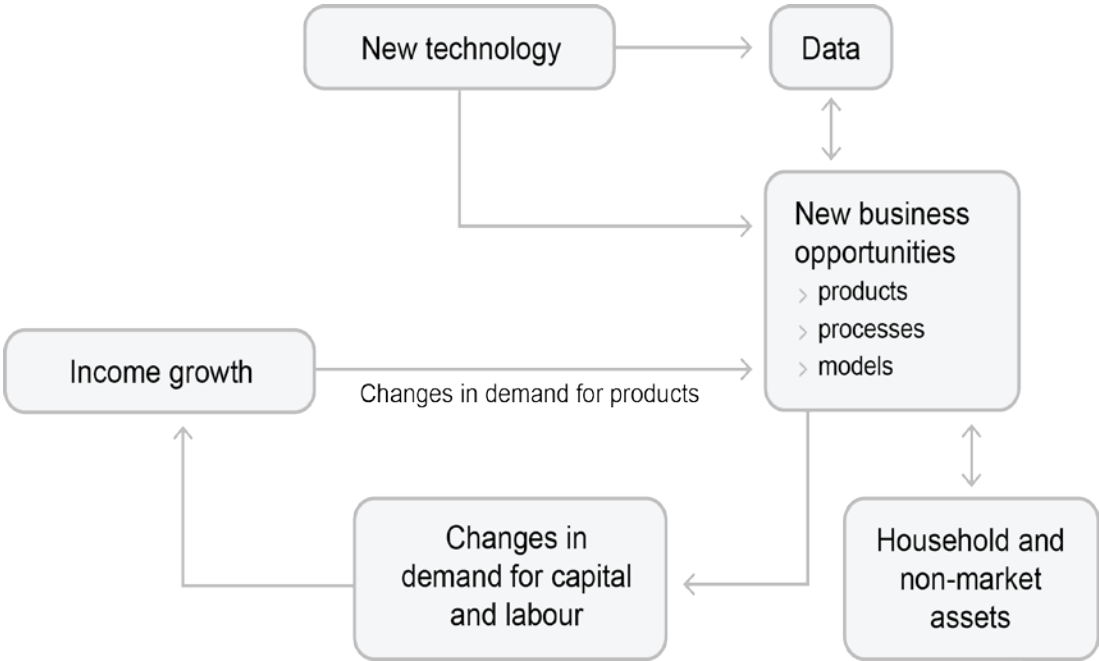 New technology
Data
New business
opportunities
products
processes
models
Income growth
Changes in demand for products
Changes in
demand for capital
and labour
Household and
non-market
assets